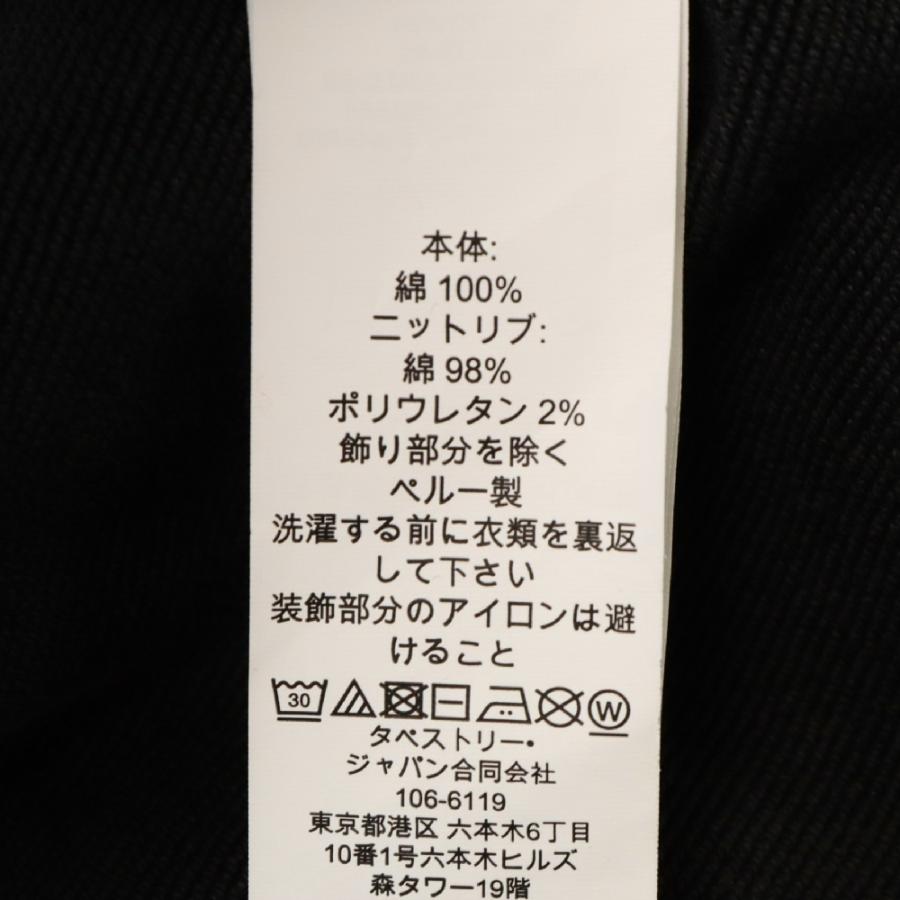 本体:
綿 100%
ニットリブ:
綿 98%
ポリウレタン 2%
飾り部分を除く
ペルー製
洗濯する前に衣類を裏返
して下さい
装飾部分のアイロンは避
けること
30 W
タペストリー・
ジャパン合同会社
106-6119
東京都港区 六本木6丁目
10番1号六本木ヒルズ
森タワー19階